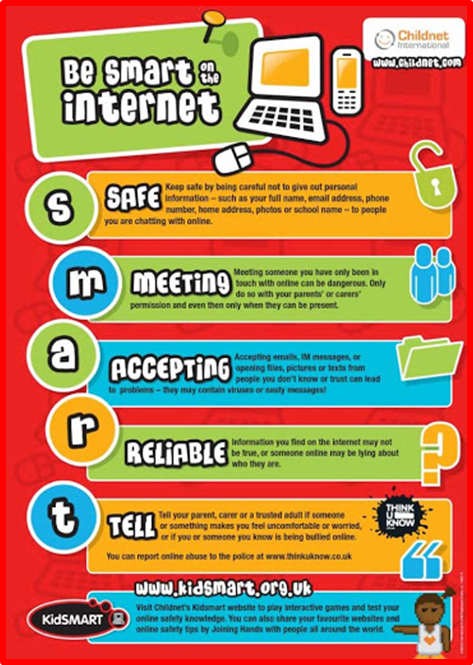 Childnet
International
www.childnet.com
Be smart on the
internet
s
SAFE Keep safe by being careful not to give out personal
information – such as your full name, email address, phone
number, home address, photos or school name – to people
you are chatting with online.
m
MEETING Meeting someone you have only been in
touch with online can be dangerous. Only
do so with your parents' or carers'
permission and even then only when they can be present.
a
ACCEPTING Accepting emails, IM messages, or
opening files, pictures or texts from
people you don't know or trust can lead
to problems – they may contain viruses or nasty messages!
r
RELIABLE Information you find on the internet may not
be true, or someone online may be lying about
who they are.
t
TELL Tell your parent, carer or a trusted adult if someone
or something makes you feel uncomfortable or worried,
or if you or someone you know is being bullied online.
THINK
U
KNOW
You can report online abuse to the police at www.thinkuknow.co.uk
www.kidsmart.org.uk
KidSMART
Visit Childnet's Kidsmart website to play interactive games and test your
online safety knowledge. You can also share your favourite websites and
online safety tips by Joining Hands with people all around the world.